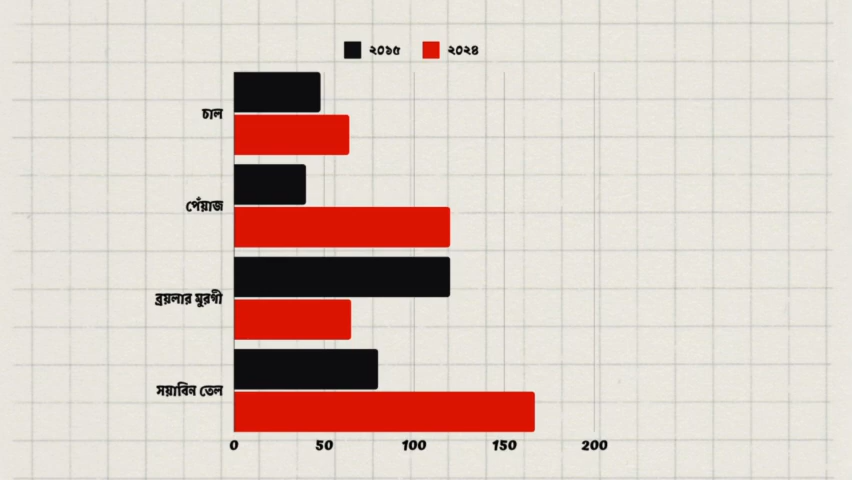 ২০১৫ ২০২৪
চাল
পেঁয়াজ
ব্রয়লার মুরগী
সয়াবিন তেল
0 50 100 150 200